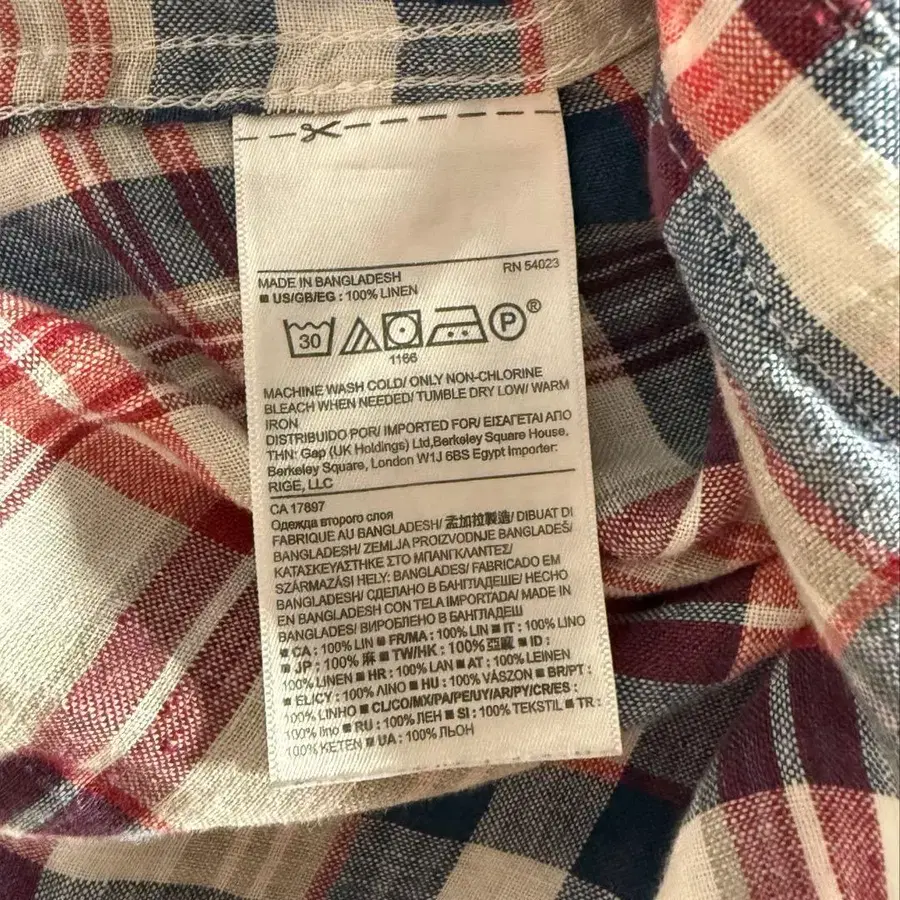 RN 54023
MADE IN BANGLADESH
■ US/GB/EG : 100% LINEN
30 P ®
1166
MACHINE WASH COLD/ ONLY NON-CHLORINE
BLEACH WHEN NEEDED/ TUMBLE DRY LOW/ WARM
IRON
DISTRIBUIDO POR/ IMPORTED FOR/ ΕΙΣΑΓΕΤΑΙ ΑΠΟ
ΤΗΝ: Gap (UK Holdings) Ltd,Berkeley Square House,
Berkeley Square, London W1J 6BS Egypt Importer:
RIGE, LLC
CA 17897
Одежда второго слоя
FABRIQUE AU BANGLADESH/ 孟加拉製造/ DIBUAT DI
BANGLADESH/ ZEMLJA PROIZVODNJE BANGLADEŠ/
ΚΑΤΑΣΚΕΥΑΣΤΗΚΕ ΣΤΟ ΜΠΑΝΓΚΛΑΝΤΕΖ/
SZÁRMAZÁSI HELY: BANGLADES/ FABRICADO EM
BANGLADESH/ СДЕЛАНО В БАНГЛАДЕШЕ/ HECHO
EN BANGLADESH CON TELA IMPORTADA/ MADE IN
BANGLADES/ ВИРОБЛЕНО В БАНГЛАДЕШ
■ CA : 100% LIN ■ FR/MA : 100% LIN ■ IT : 100% LINO
■ JP : 100% 麻 ■ TW/HK : 100% 亞麻 ■ ID :
100% LINEN ■ HR : 100% LAN ■ AT : 100% LEINEN
■ EL/CY : 100% ΛΙΝΟ ■ HU : 100% VÁSZON ■ BR/PT :
100% LINHO ■ CL/CO/MX/PA/PE/UY/AR/PY/CR/ES :
100% lino ■ RU : 100% ЛЕН ■ SI : 100% TEKSTIL ■ TR :
100% KETEN ■ UA : 100% ЛЬОН